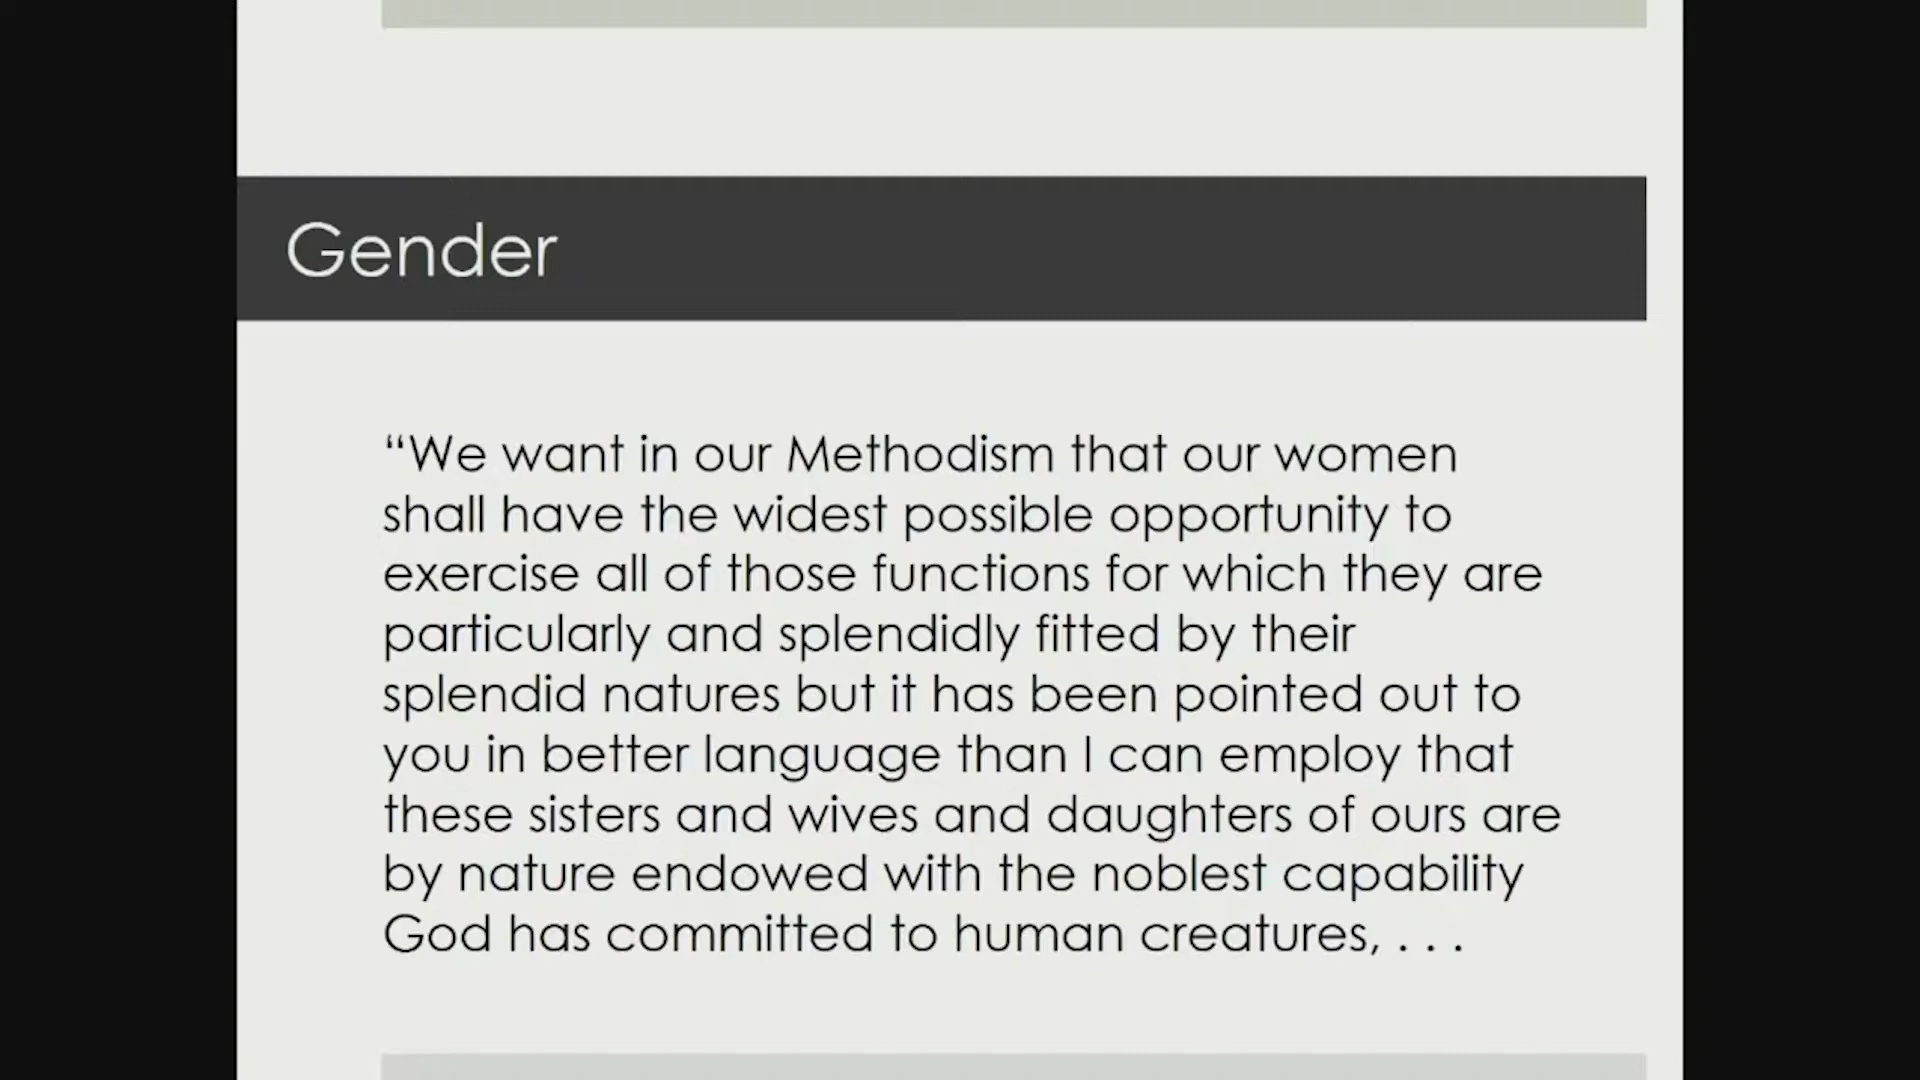 Gender
“We want in our Methodism that our women
shall have the widest possible opportunity to
exercise all of those functions for which they are
particularly and splendidly fitted by their
splendid natures but it has been pointed out to
you in better language than I can employ that
these sisters and wives and daughters of ours are
by nature endowed with the noblest capability
God has committed to human creatures, . . .